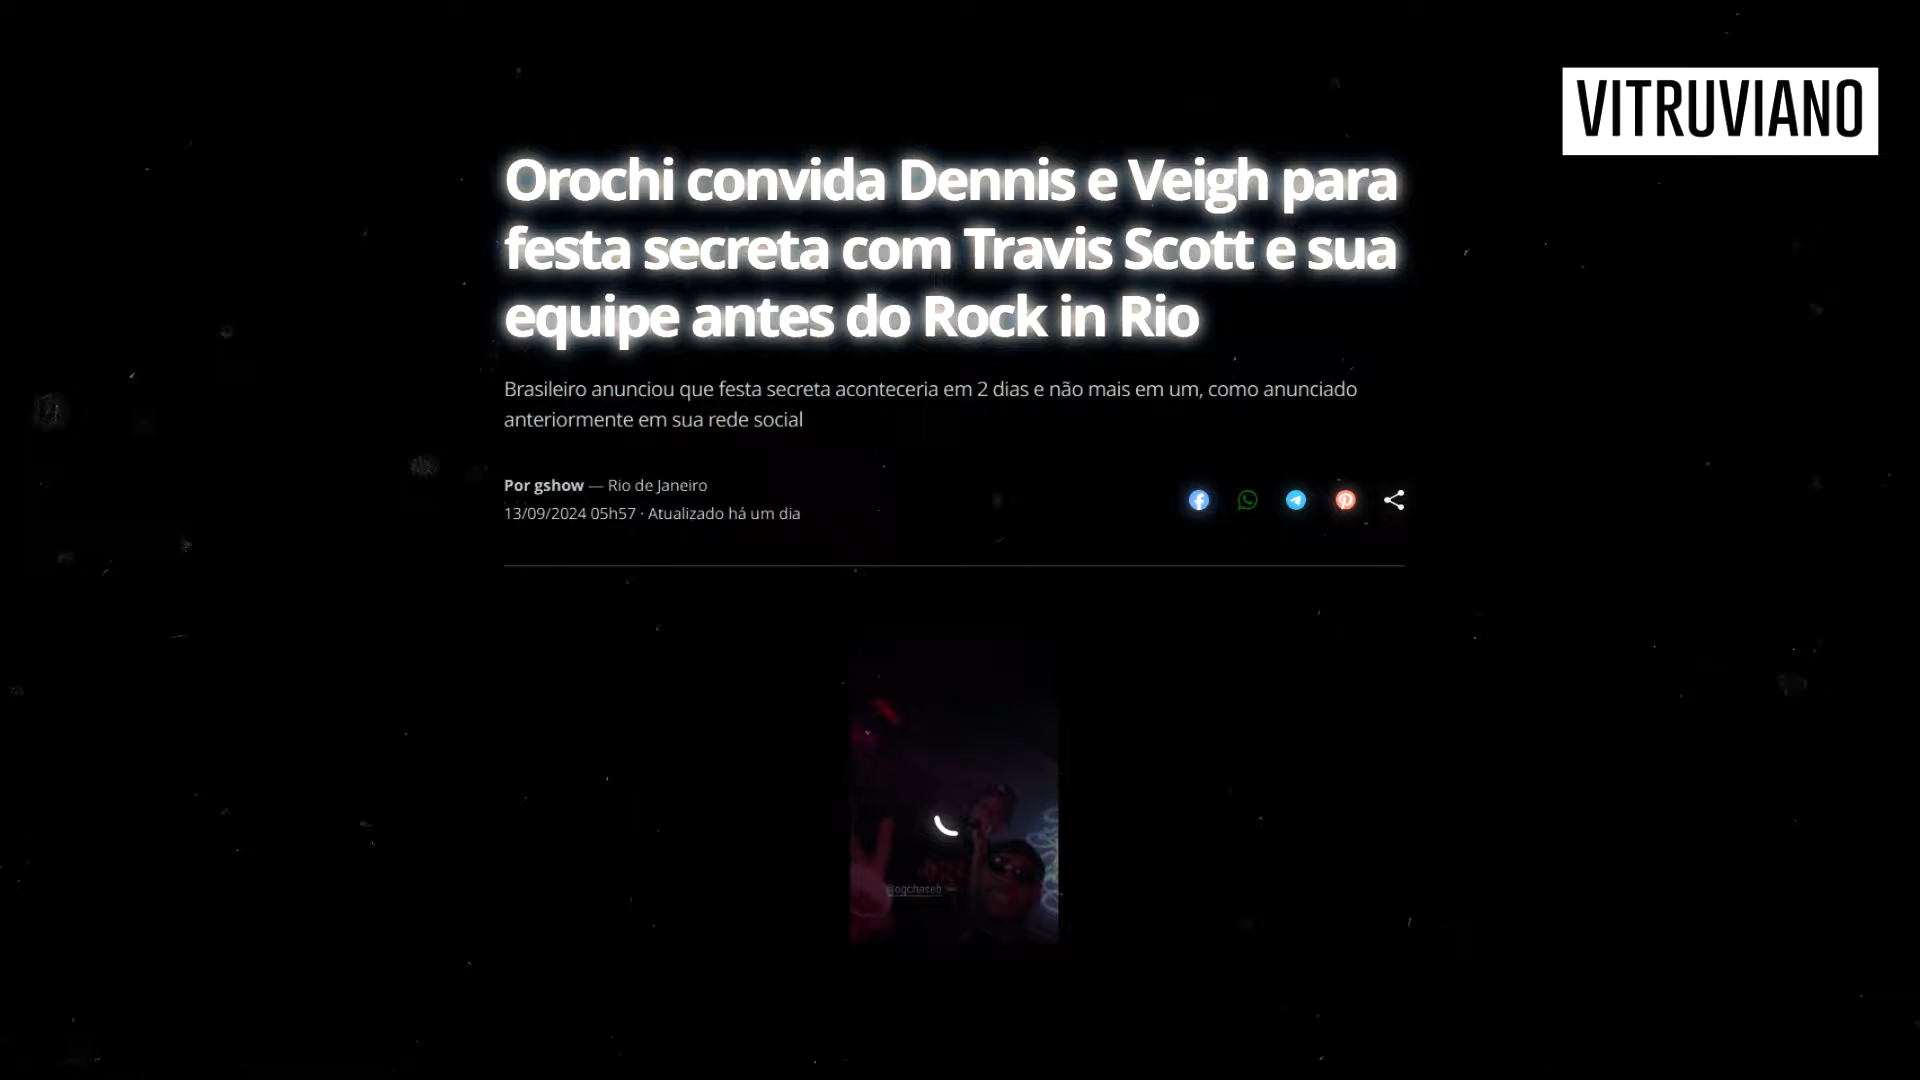 VITRUVIANO
Orochi convida Dennis e Veigh para
festa secreta com Travis Scott e sua
equipe antes do Rock in Rio
Brasileiro anunciou que festa secreta aconteceria em 2 dias e não mais em um, como anunciado
anteriormente em sua rede social
Por gshow — Rio de Janeiro
13/09/2024 05h57 · Atualizado há um dia
@ogchaseb